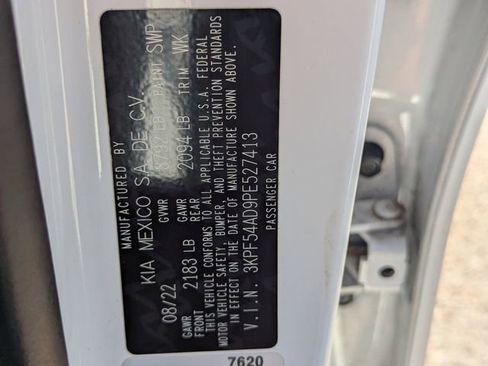 MANUFACTURED BY
KIA MEXICO S.A. DE C.V.
08/22 GVWR 3792 LB PAINT SWP
GAWR FRONT 2183 LB GAWR REAR 2094 LB TRIM WK
THIS VEHICLE CONFORMS TO ALL APPLICABLE U.S.A. FEDERAL
MOTOR VEHICLE SAFETY, BUMPER, AND THEFT PREVENTION STANDARDS
IN EFFECT ON THE DATE OF MANUFACTURE SHOWN ABOVE.
V.I.N. 3KPF54AD9PE527413
PASSENGER CAR
7620